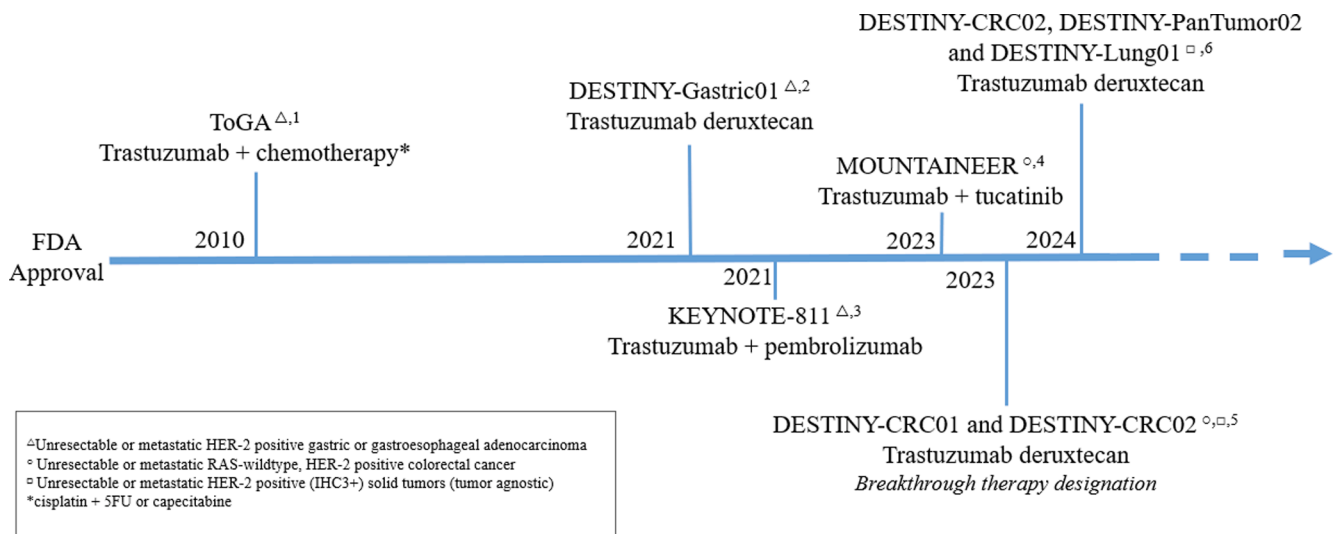 DESTINY-CRC02, DESTINY-PanTumor02
and DESTINY-Lung01 □ ,6
Trastuzumab deruxtecan
DESTINY-Gastric01 △,2
Trastuzumab deruxtecan
ToGA △,1
Trastuzumab + chemotherapy*
MOUNTAINEER ○,4
Trastuzumab + tucatinib
FDA
Approval
2010
2021
2023
2024
2021
2023
KEYNOTE-811 △,3
Trastuzumab + pembrolizumab
DESTINY-CRC01 and DESTINY-CRC02 ○,□,5
Trastuzumab deruxtecan
Breakthrough therapy designation
△Unresectable or metastatic HER-2 positive gastric or gastroesophageal adenocarcinoma
○ Unresectable or metastatic RAS-wildtype, HER-2 positive colorectal cancer
□ Unresectable or metastatic HER-2 positive (IHC3+) solid tumors (tumor agnostic)
*cisplatin + 5FU or capecitabine